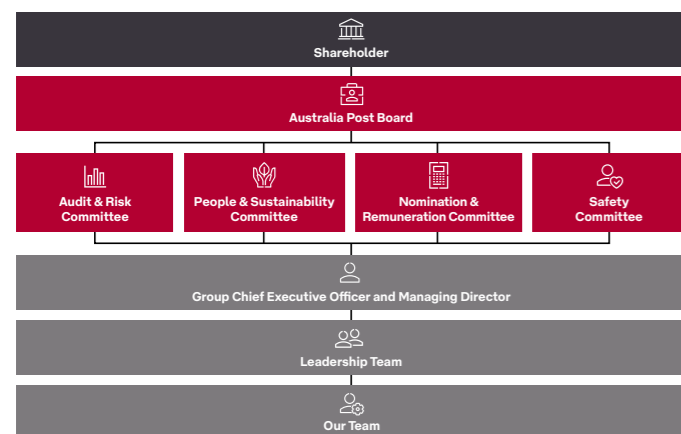 Shareholder
Australia Post Board
Audit & Risk
Committee
People & Sustainability
Committee
Nomination &
Remuneration Committee
Safety
Committee
Group Chief Executive Officer and Managing Director
Leadership Team
Our Team